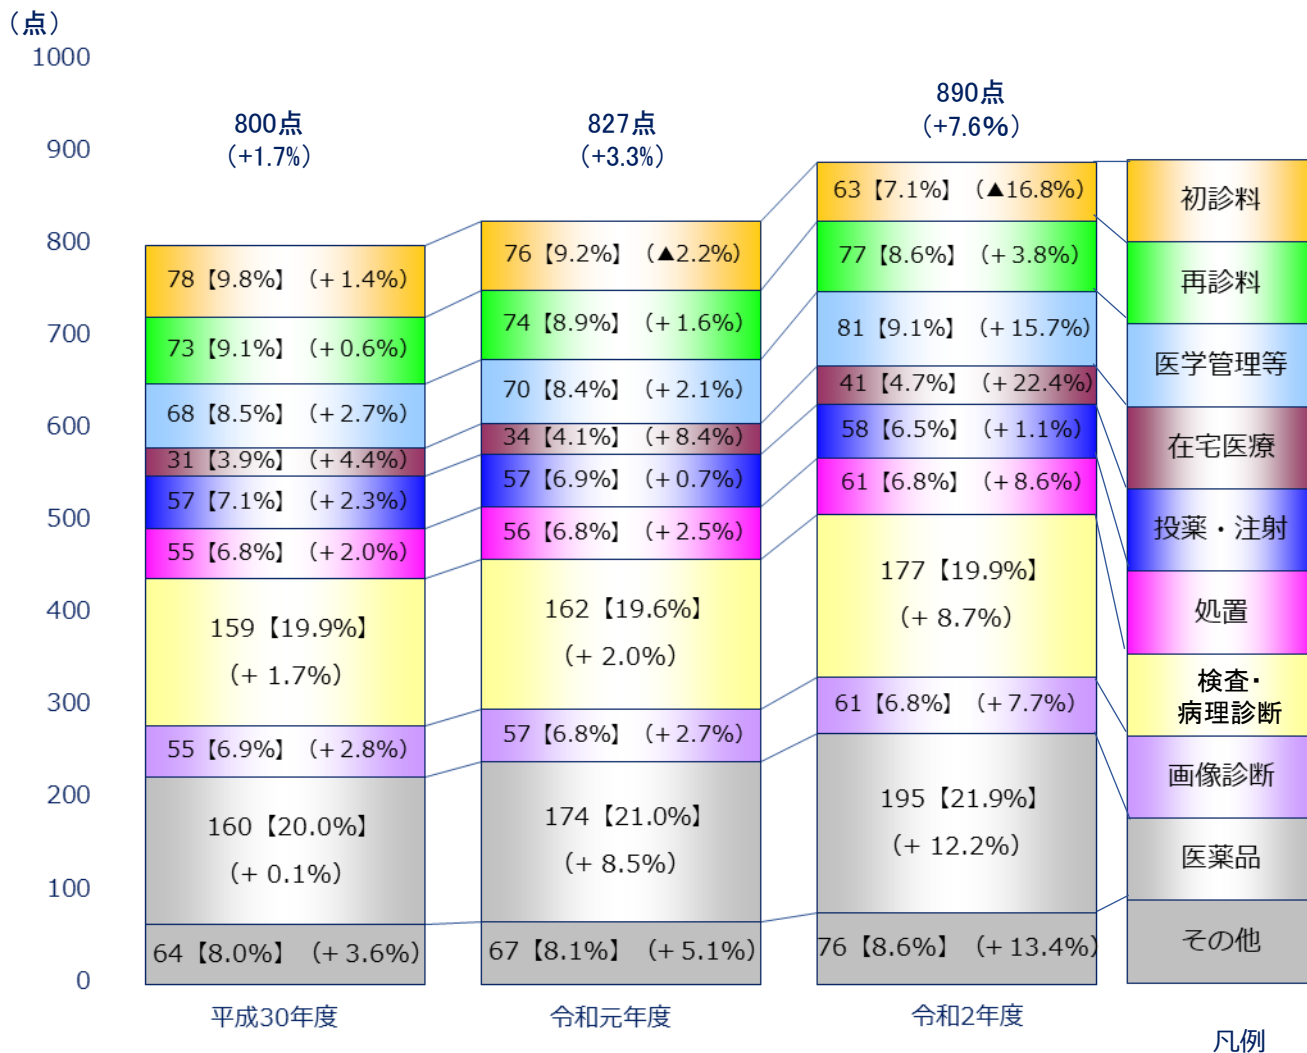 （点）
1000
900
800
700
600
500
400
300
200
100
0
800点
（+1.7%）
78【9.8%】（+1.4%）
73【9.1%】（+0.6%）
68【8.5%】（+2.7%）
31【3.9%】（+4.4%）
57【7.1%】（+2.3%）
55【6.8%】（+2.0%）
159【19.9%】
（+1.7%）
55【6.9%】（+2.8%）
160【20.0%】
（+0.1%）
64【8.0%】（+3.6%）
平成30年度
827点
（+3.3%）
76【9.2%】（▲2.2%）
74【8.9%】（+1.6%）
70【8.4%】（+2.1%）
34【4.1%】（+8.4%）
57【6.9%】（+0.7%）
56【6.8%】（+2.5%）
162【19.6%】
（+2.0%）
57【6.8%】（+2.7%）
174【21.0%】
（+8.5%）
67【8.1%】（+5.1%）
令和元年度
890点
（+7.6%）
63【7.1%】（▲16.8%）
77【8.6%】（+3.8%）
81【9.1%】（+15.7%）
41【4.7%】（+22.4%）
58【6.5%】（+1.1%）
61【6.8%】（+8.6%）
177【19.9%】
（+8.7%）
61【6.8%】（+7.7%）
195【21.9%】
（+12.2%）
76【8.6%】（+13.4%）
令和2年度
初診料
再診料
医学管理等
在宅医療
投薬・注射
処置
検査・
病理診断
画像診断
医薬品
その他
凡例